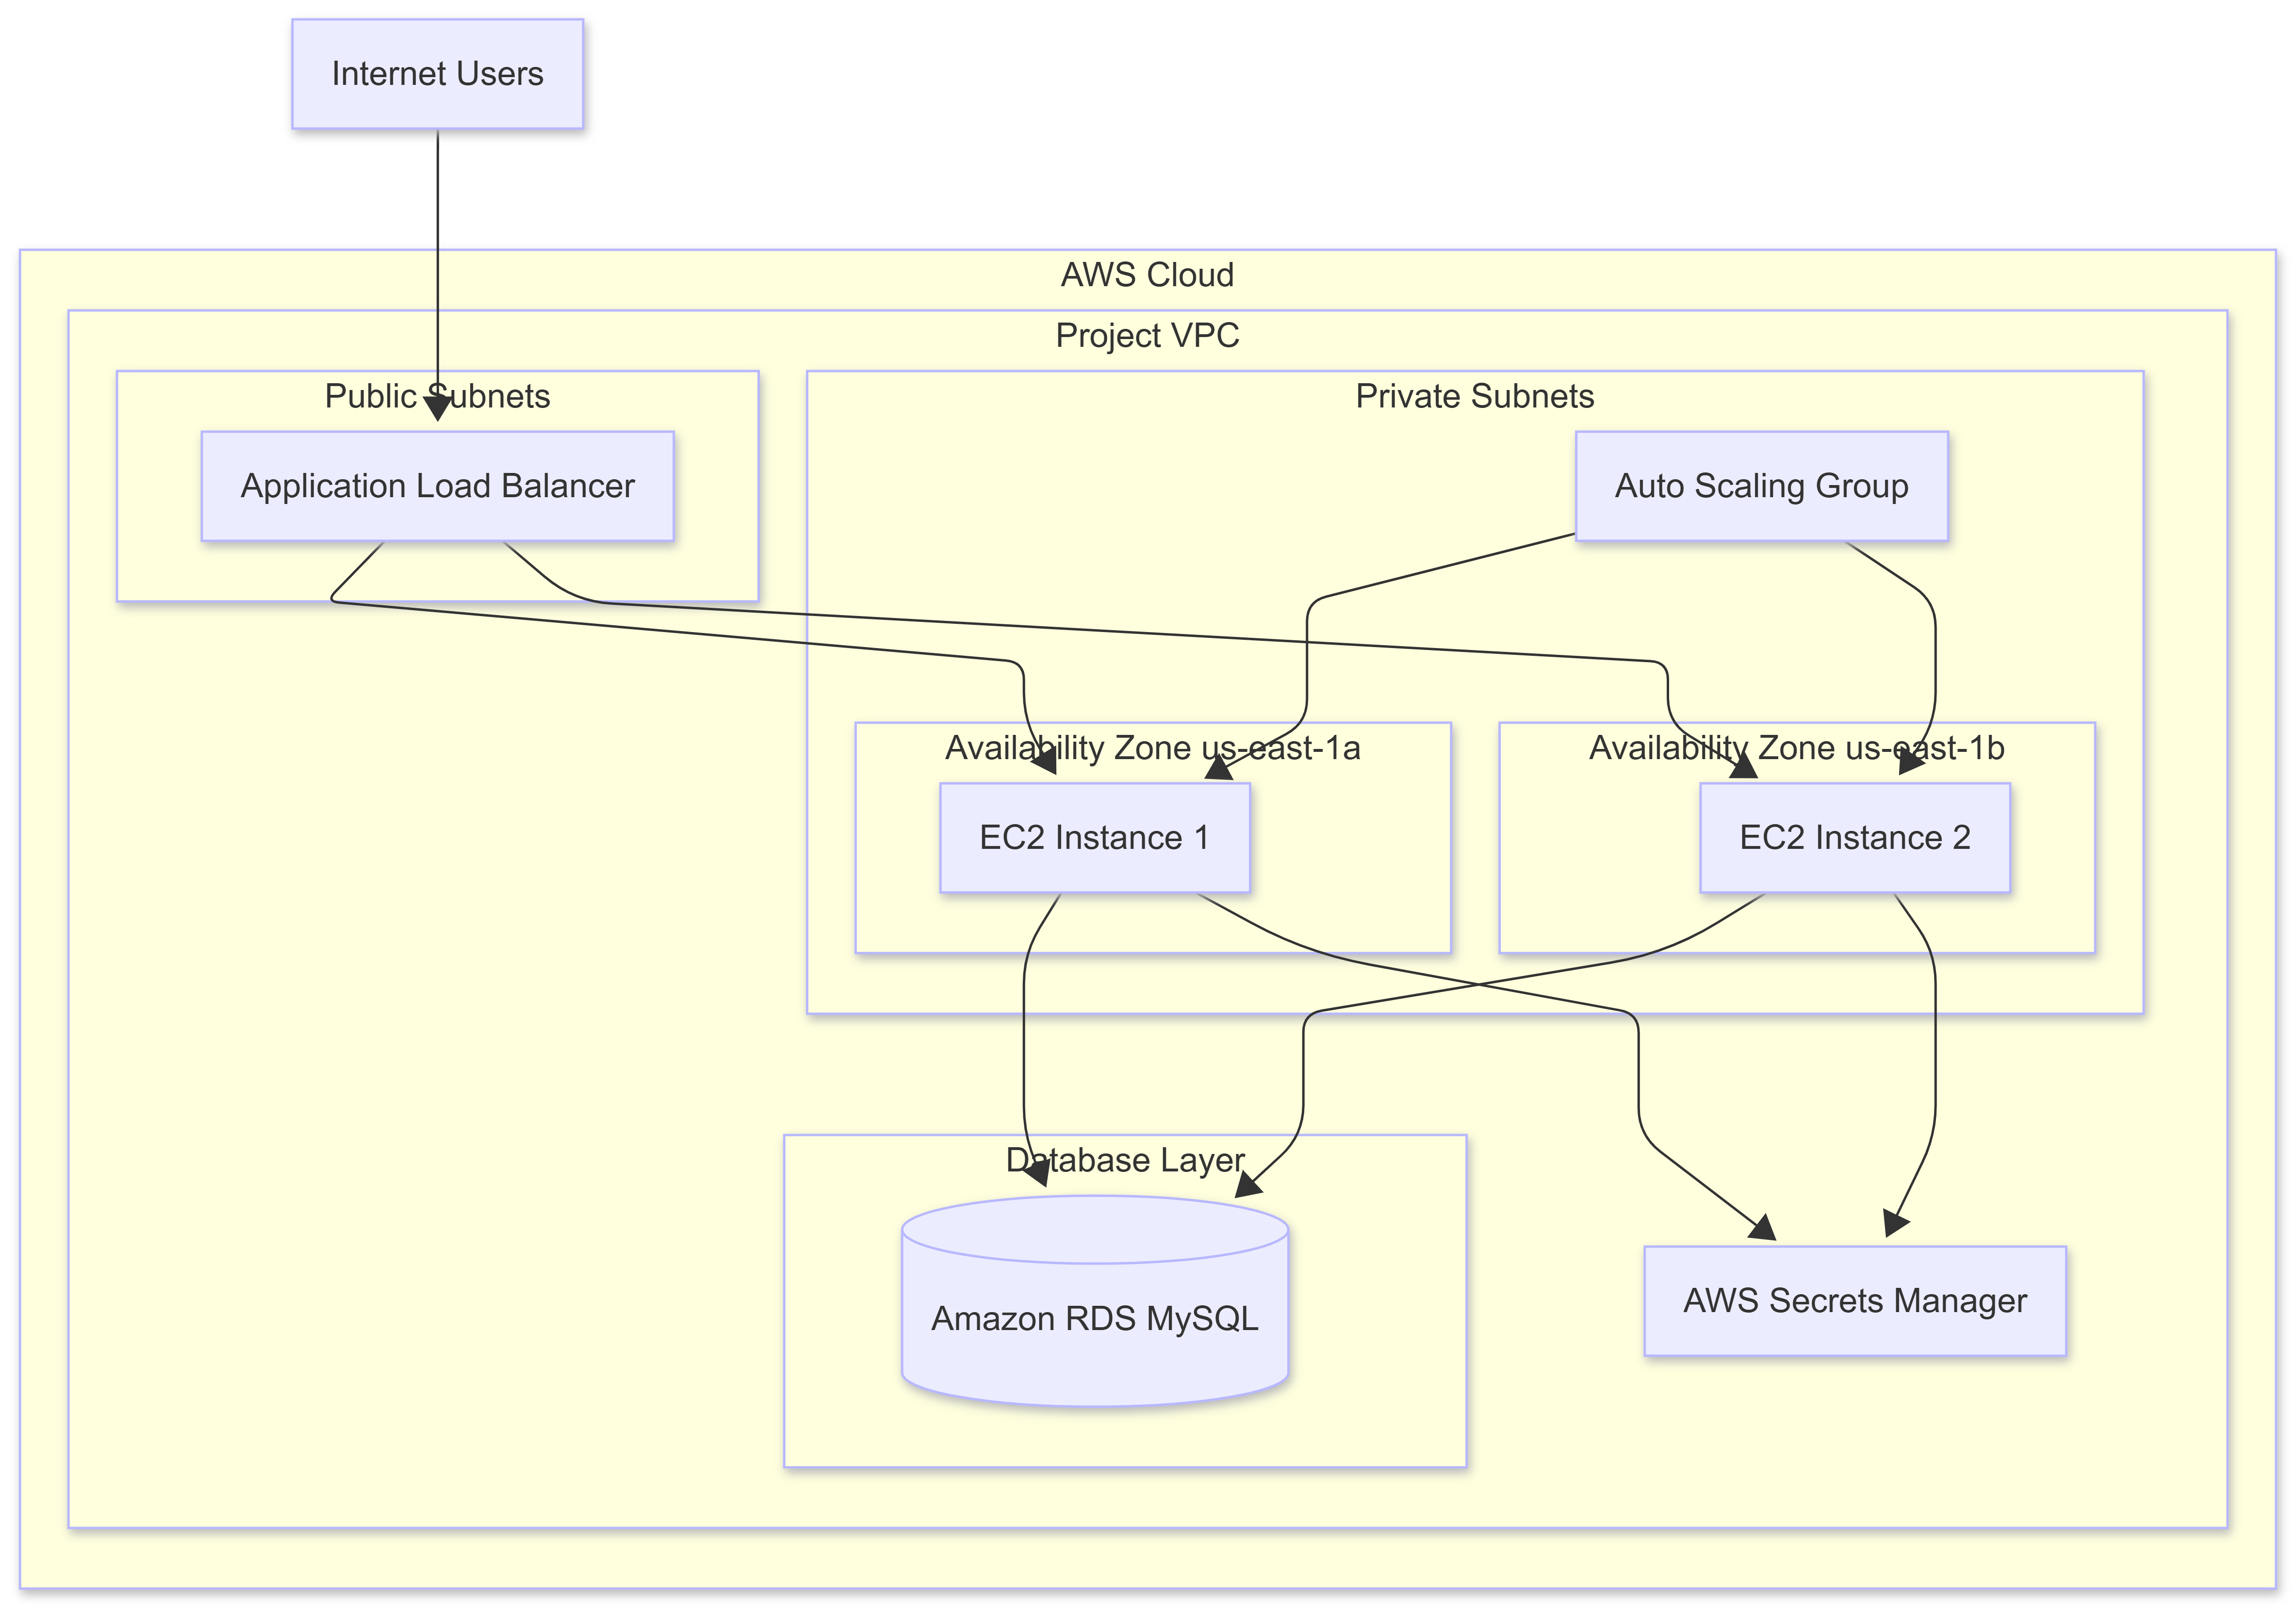 Internet Users
AWS Cloud
Project VPC
Public Subnets
Private Subnets
Application Load Balancer
Auto Scaling Group
Availability Zone us-east-1a
Availability Zone us-east-1b
EC2 Instance 1
EC2 Instance 2
Database Layer
Amazon RDS MySQL
AWS Secrets Manager